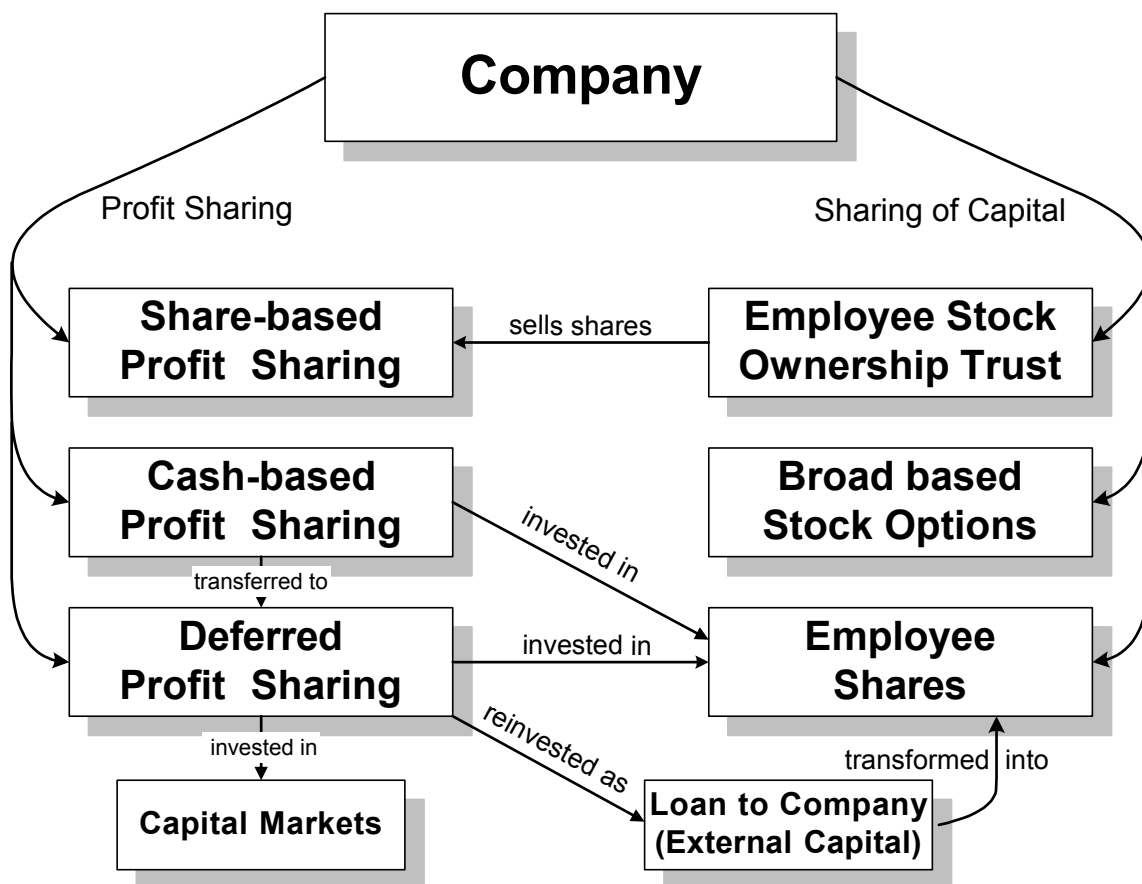 Company
Profit Sharing
Sharing of Capital
Share-based
Profit Sharing
sells shares
Employee Stock
Ownership Trust
Cash-based
Profit Sharing
invested in
Broad based
Stock Options
transferred to
Deferred
Profit Sharing
invested in
Employee
Shares
invested in
reinvested as
transformed into
Capital Markets
Loan to Company
(External Capital)